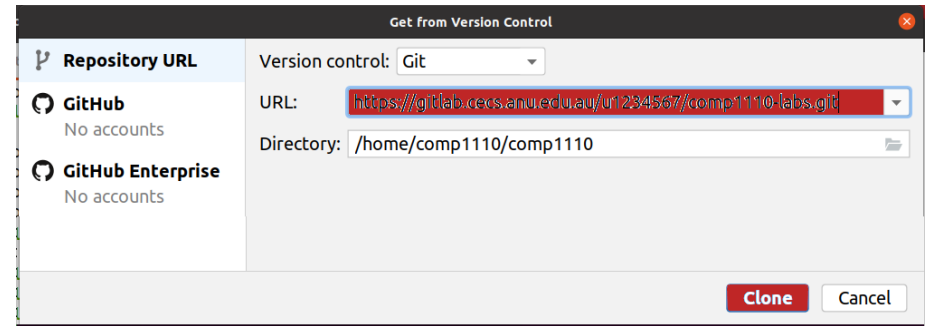 Get from Version Control
Repository URL
GitHub
No accounts
GitHub Enterprise
No accounts
Version control: Git
URL: https://gitlab.cecs.anu.edu.au/u1234567/comp1110-labs.git
Directory: /home/comp1110/comp1110
Clone Cancel